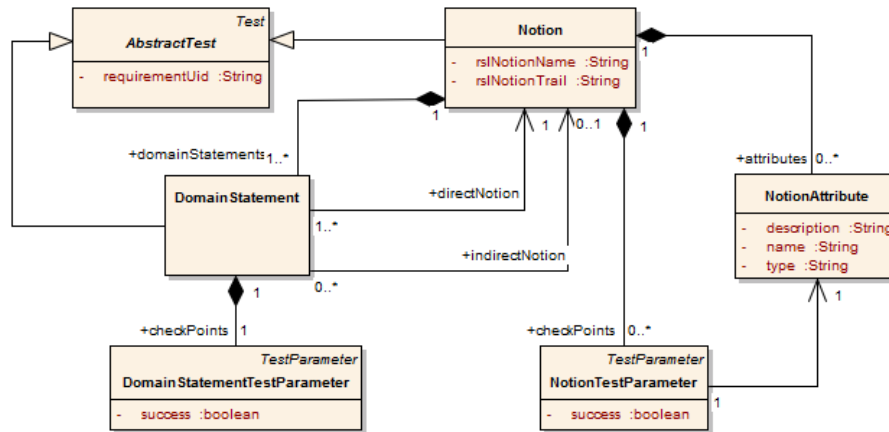 Test
AbstractTest
- requirementUid :String
Notion
- rslNotionName :String
- rslNotionTrail :String
1
1
1
0..1
1
+domainStatements
1..*
+attributes
0..*
DomainStatement
+directNotion
1..*
NotionAttribute
- description :String
- name :String
- type :String
+indirectNotion
0..*
1
1
+checkPoints
1
+checkPoints
0..*
TestParameter
DomainStatementTestParameter
- success :boolean
TestParameter
NotionTestParameter
- success :boolean
1